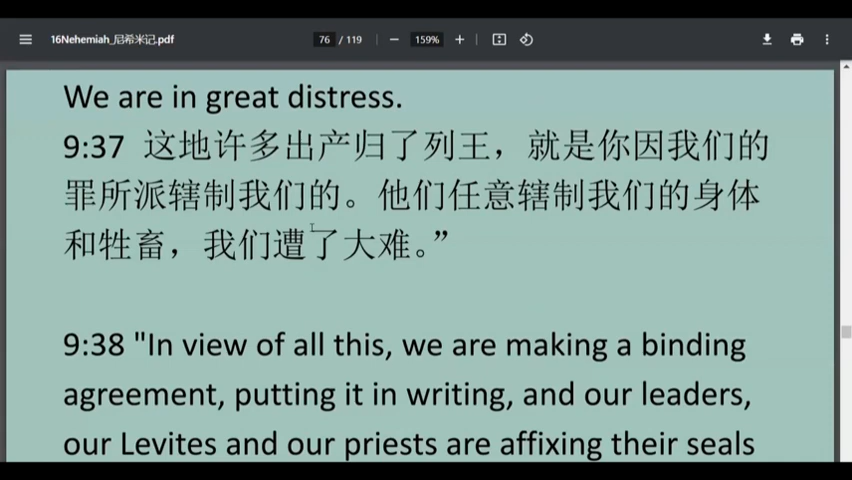 16Nehemiah_尼希米记.pdf
76 / 119
159%
We are in great distress.
9:37 这地许多出产归了列王，就是你因我们的
罪所派辖制我们的。他们任意辖制我们的身体
和牲畜，我们遭了大难。”
9:38 "In view of all this, we are making a binding
agreement, putting it in writing, and our leaders,
our Levites and our priests are affixing their seals